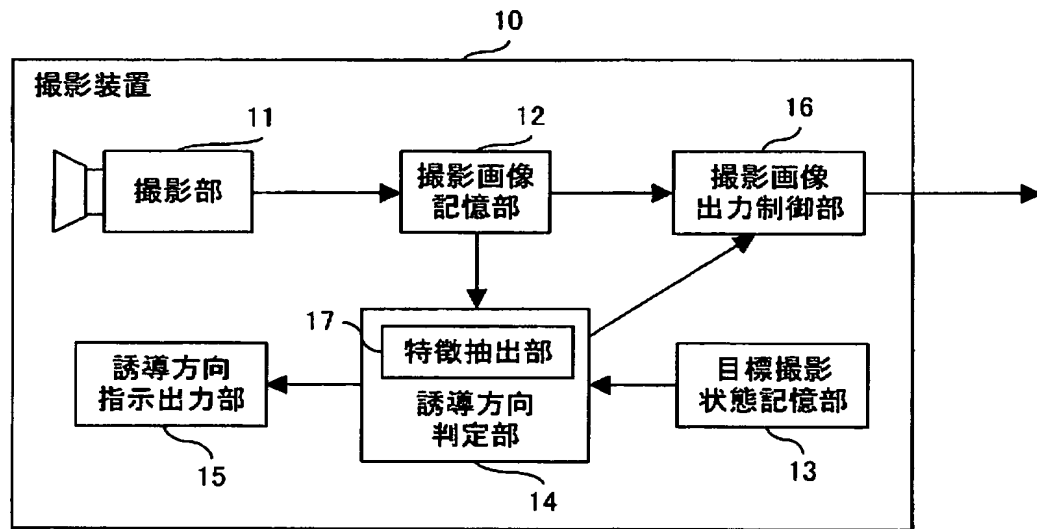 10
撮影装置
11
12
16
撮影部
撮影画像
記憶部
撮影画像
出力制御部
17
特徴抽出部
誘導方向
指示出力部
誘導方向
判定部
目標撮影
状態記憶部
15
14
13